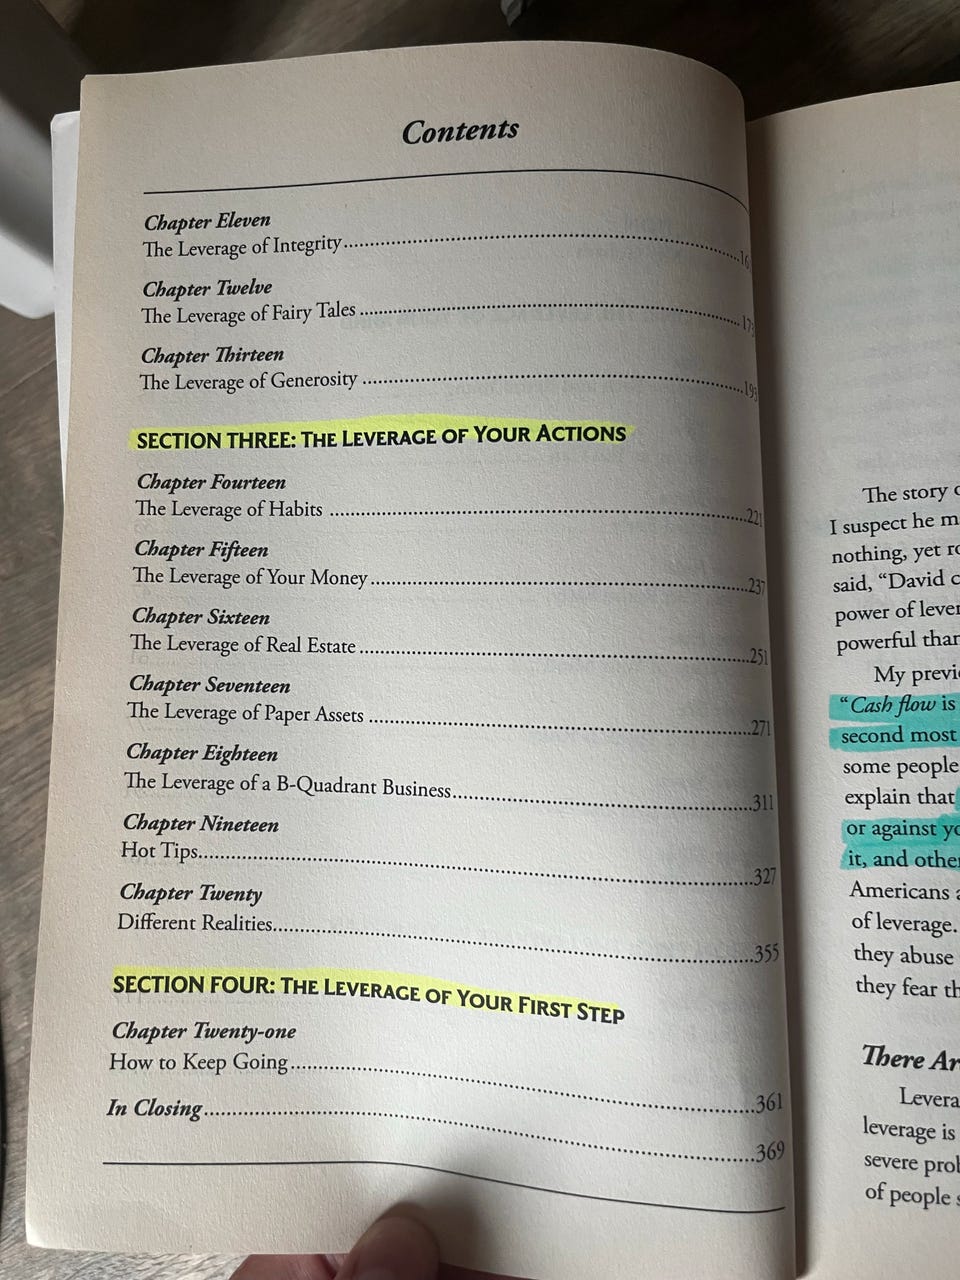 Contents
Chapter Eleven
The Leverage of Integrity
Chapter Twelve
The Leverage of Fairy Tales ..........173
Chapter Thirteen
The Leverage of Generosity ..........193
SECTION THREE: THE LEVERAGE OF YOUR ACTIONS
Chapter Fourteen
The Leverage of Habits ..........221
Chapter Fifteen
The Leverage of Your Money..........237
Chapter Sixteen
The Leverage of Real Estate..........251
Chapter Seventeen
The Leverage of Paper Assets ..........271
Chapter Eighteen
The Leverage of a B-Quadrant Business..........311
Chapter Nineteen
Hot Tips..........327
Chapter Twenty
Different Realities..........355
SECTION FOUR: THE LEVERAGE OF YOUR FIRST STEP
Chapter Twenty-one
How to Keep Going..........361
In Closing..........369
The story
I suspect he
nothing, yet
said, “David
power of
powerful
My
“Cash flow is
second most
some people
explain that
or against
it, and
Americans
of leverage.
they abuse
they fear
There
leverage is
severe
of people